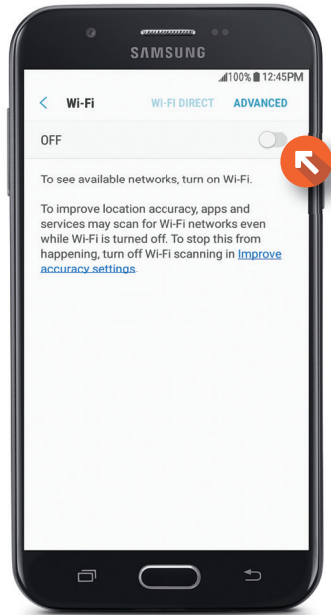 SAMSUNG
100% 12:45PM
Wi-Fi WI-FI DIRECT ADVANCED
OFF
To see available networks, turn on Wi-Fi.
To improve location accuracy, apps and
services may scan for Wi-Fi networks even
while Wi-Fi is turned off. To stop this from
happening, turn off Wi-Fi scanning in Improve
accuracy settings.